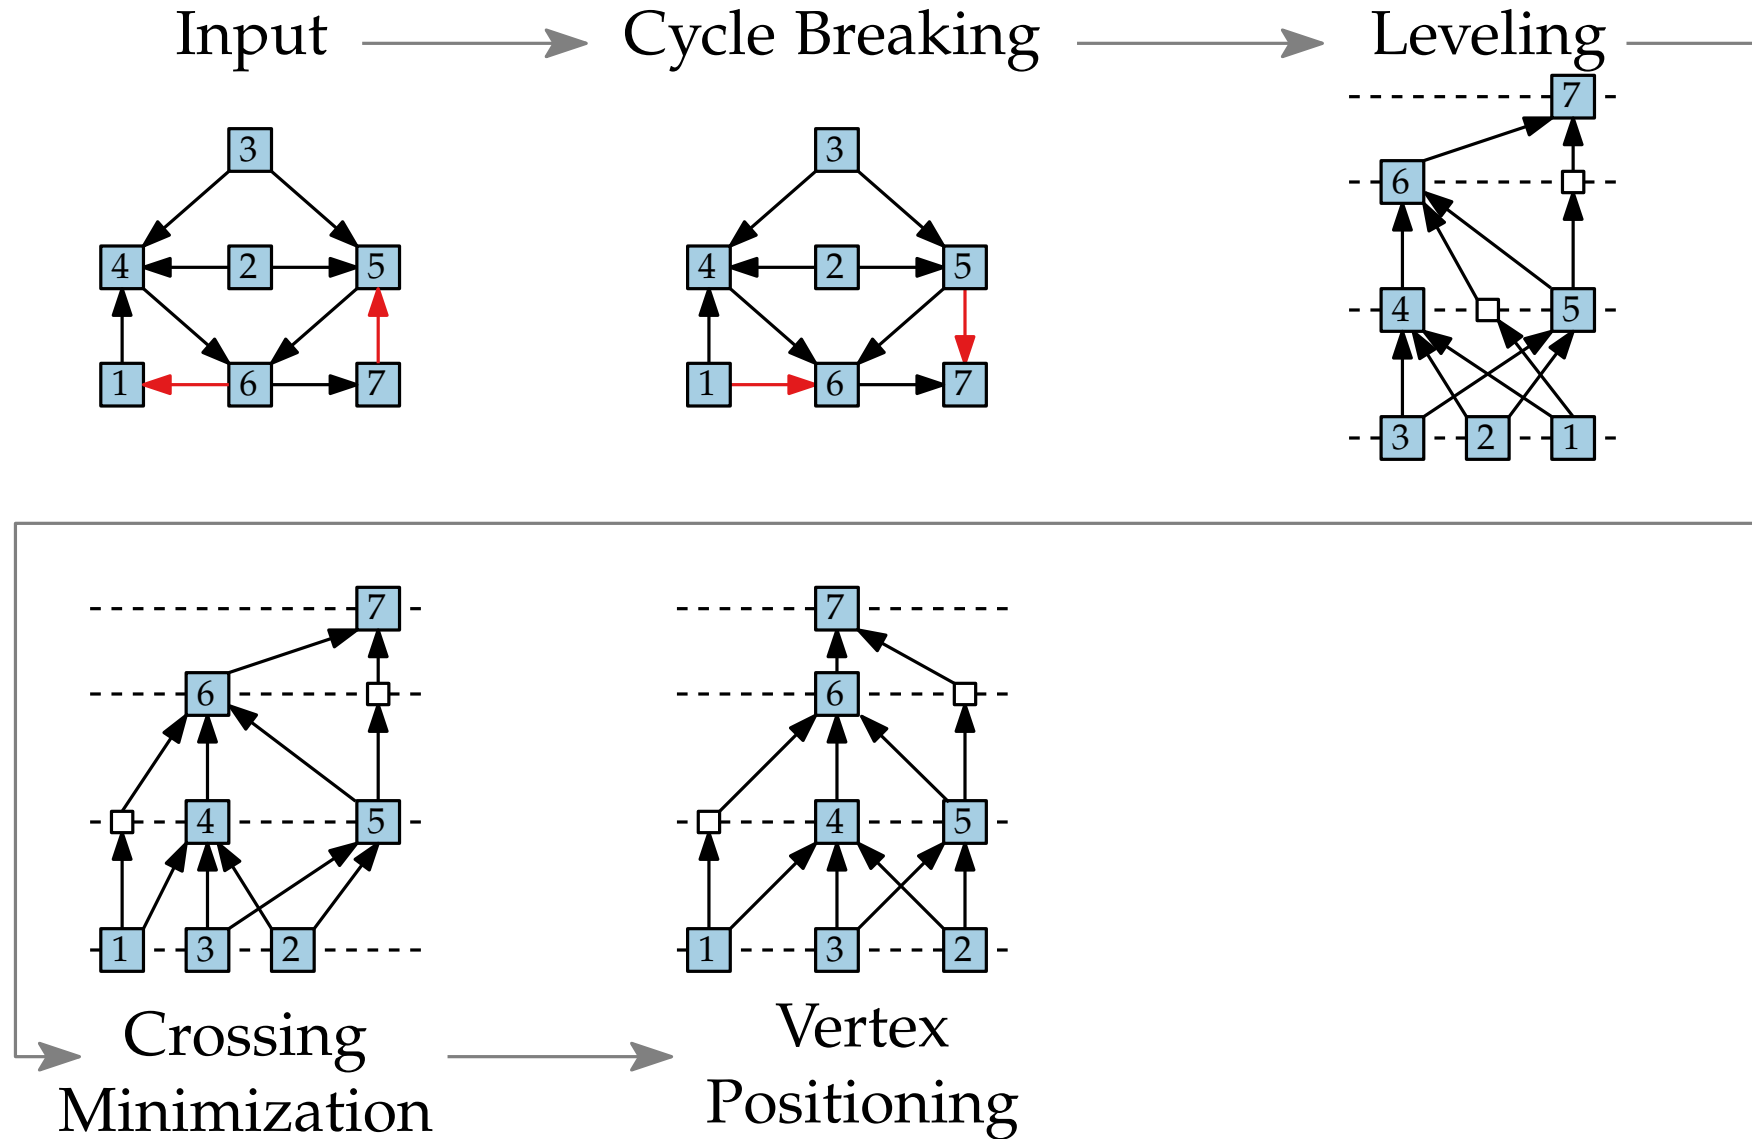 Input Cycle Breaking Leveling
7
3 3
6
4 2 5 4 2 5
4 5
1 6 7 1 6 7
3 2 1
7 7
6 6
4 5 4 5
1 3 2 1 3 2
Crossing
Minimization
Vertex
Positioning